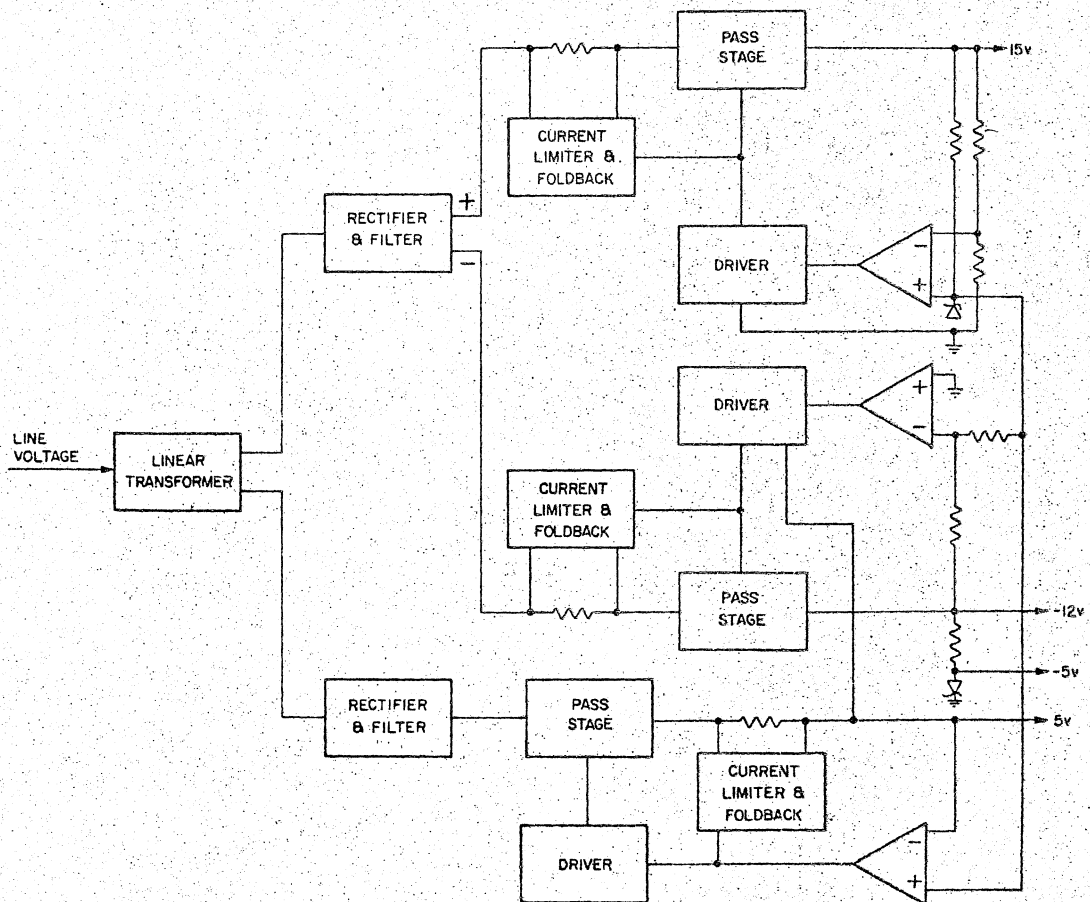 PASS
STAGE
15v
CURRENT
LIMITER &
FOLDBACK
+
RECTIFIER
& FILTER
−
DRIVER
−
+
DRIVER
+
−
LINE
VOLTAGE
LINEAR
TRANSFORMER
CURRENT
LIMITER &
FOLDBACK
PASS
STAGE
-12v
-5v
RECTIFIER
& FILTER
PASS
STAGE
5v
CURRENT
LIMITER &
FOLDBACK
DRIVER
−
+